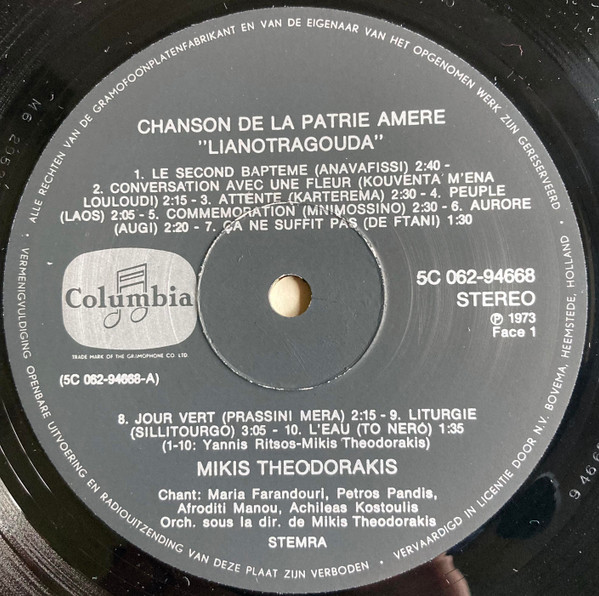 ALLE RECHTEN VAN DE GRAMOFOONPLATENFABRIKANT EN VAN DE EIGENAAR VAN HET OPGENOMEN WERK ZIJN GERESERVEERD
CHANSON DE LA PATRIE AMERE
"LIANOTRAGOUDA"
1. LE SECOND BAPTEME (ANAVAFISSI) 2:40 -
2. CONVERSATION AVEC UNE FLEUR (KOUVENTA M'ENA
LOULOUDI) 2:15 - 3. ATTENTE (KARTEREMA) 2:30 - 4. PEUPLE
(LAOS) 2:05 - 5. COMMEMORATION (MNIMOSSINO) 2:30 - 6. AURORE
(AUGI) 2:20 - 7. ÇA NE SUFFIT PAS (DE FTANI) 1:30
Columbia
TRADE MARK OF THE GRAMOPHONE CO. LTD.
(5C 062-94668-A)
5C 062-94668
STEREO
℗ 1973
Face 1
8. JOUR VERT (PRASSINI MERA) 2:15 - 9. LITURGIE
(SILLITOURGO) 3:05 - 10. L'EAU (TO NERO) 1:35
(1-10: Yannis Ritsos-Mikis Theodorakis)
MIKIS THEODORAKIS
Chant: Maria Farandouri, Petros Pandis,
Afroditi Manou, Achileas Kostoulis
Orch. sous la dir. de Mikis Theodorakis
STEMRA
VERMENIGVULDIGING OPENBARE UITVOERING EN RADIOUITZENDING VAN DEZE PLAAT ZIJN VERBODEN • VERVAARDIGD IN LICENTIE DOOR N.V. BOVEMA, HEEMSTEDE, HOLLAND